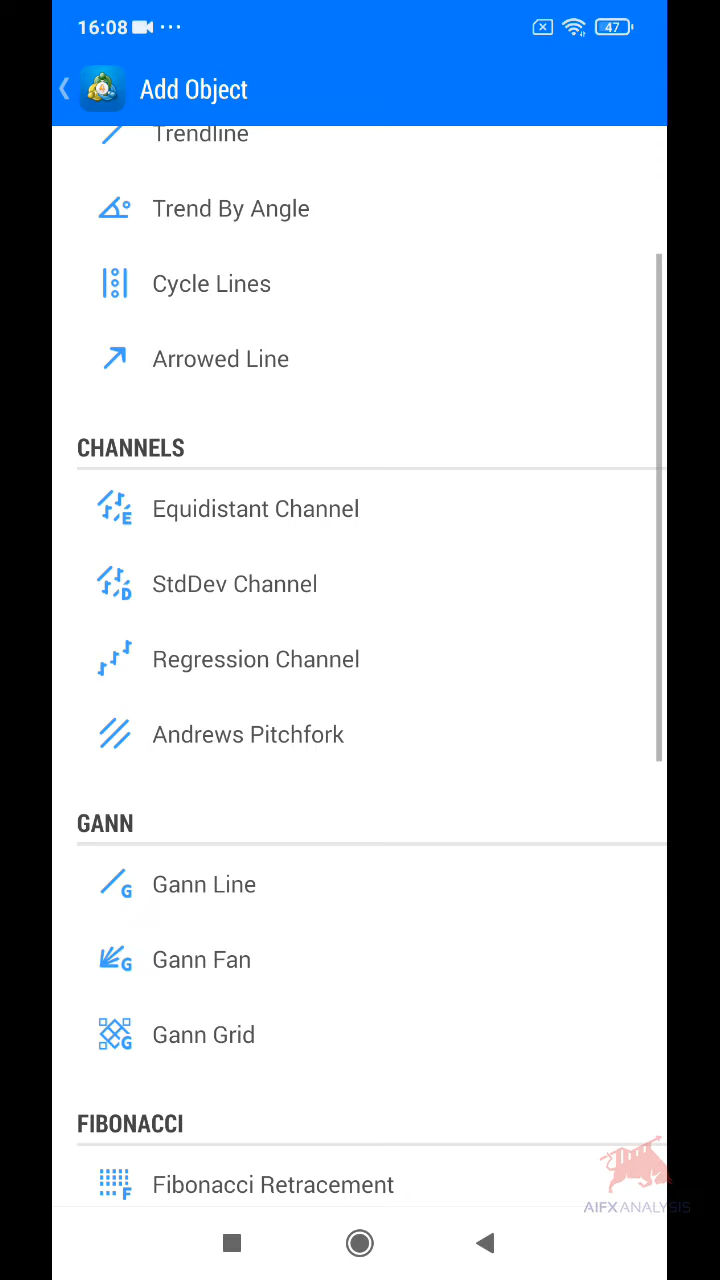 16:08
47
Add Object
Trendline
Trend By Angle
Cycle Lines
Arrowed Line
CHANNELS
E Equidistant Channel
D StdDev Channel
Regression Channel
Andrews Pitchfork
GANN
G Gann Line
G Gann Fan
G Gann Grid
FIBONACCI
F Fibonacci Retracement
AIFXANALYSIS